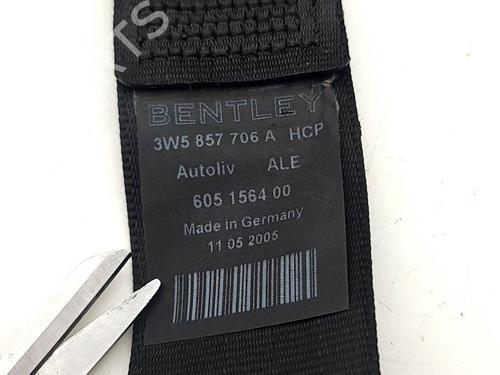 BENTLEY
3W5 857 706 A HCP
Autoliv ALE
605 1564 00
Made in Germany
11 05 2005